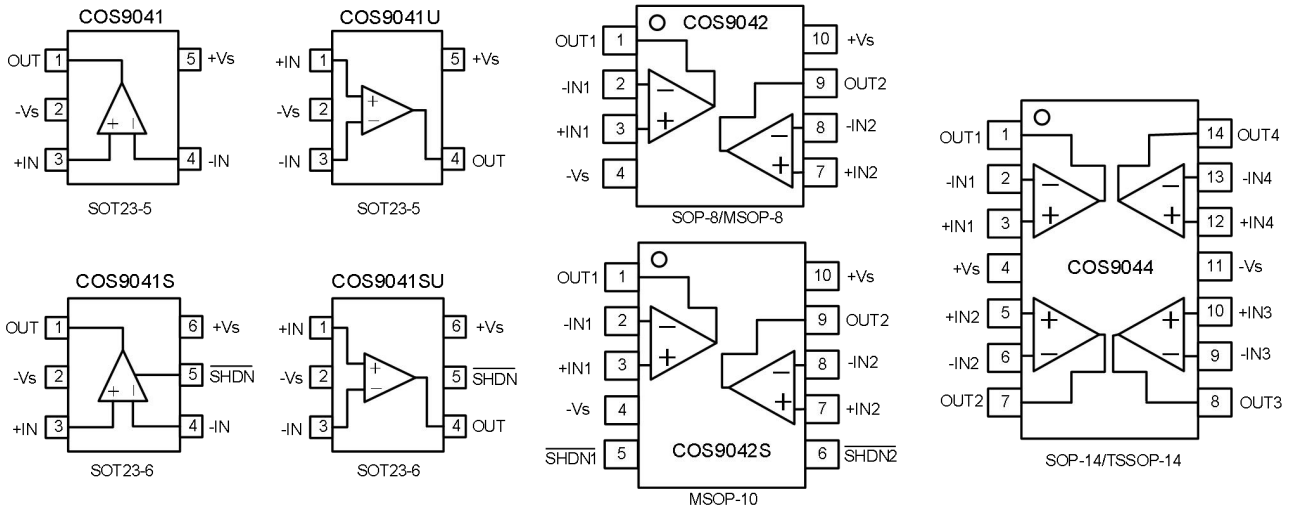 COS9041
OUT 1 5 +Vs
-Vs 2
+IN 3 4 -IN
+ −
SOT23-5
COS9041U
+IN 1 5 +Vs
-Vs 2
-IN 3 4 OUT
+
−
SOT23-5
COS9042
OUT1 1 10 +Vs
-IN1 2 9 OUT2
+IN1 3 8 -IN2
-Vs 4 7 +IN2
−
+
−
+
SOP-8/MSOP-8
COS9041S
OUT 1 6 +Vs
-Vs 2 5 SHDN
+IN 3 4 -IN
+ −
SOT23-6
COS9041SU
+IN 1 6 +Vs
-Vs 2 5 SHDN
-IN 3 4 OUT
+
−
SOT23-6
OUT1 1 10 +Vs
-IN1 2 9 OUT2
+IN1 3 8 -IN2
-Vs 4 7 +IN2
SHDN1 5 6 SHDN2
−
+
−
+
COS9042S
MSOP-10
OUT1 1 14 OUT4
-IN1 2 13 -IN4
+IN1 3 12 +IN4
− −
+ +
+Vs 4 COS9044 11 -Vs
+IN2 5 10 +IN3
-IN2 6 9 -IN3
+ +
− −
OUT2 7 8 OUT3
SOP-14/TSSOP-14